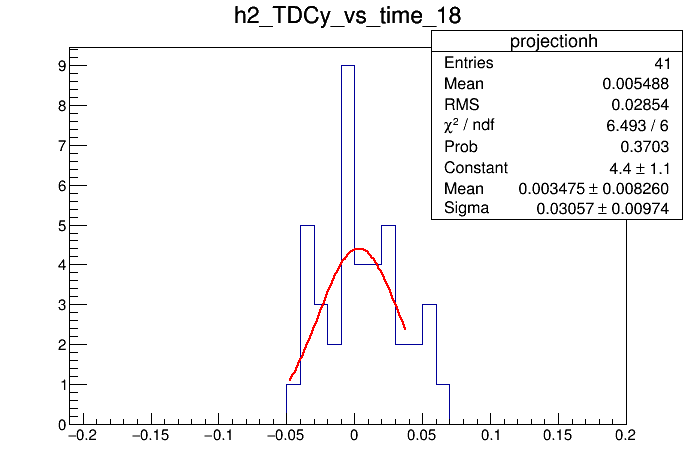 h2_TDCy_vs_time_18
projectionh
Entries 41
Mean 0.005488
RMS 0.02854
χ² / ndf 6.493 / 6
Prob 0.3703
Constant 4.4 ± 1.1
Mean 0.003475 ± 0.008260
Sigma 0.03057 ± 0.00974
9
8
7
6
5
4
3
2
1
0
−0.2 −0.15 −0.1 −0.05 0 0.05 0.1 0.15 0.2